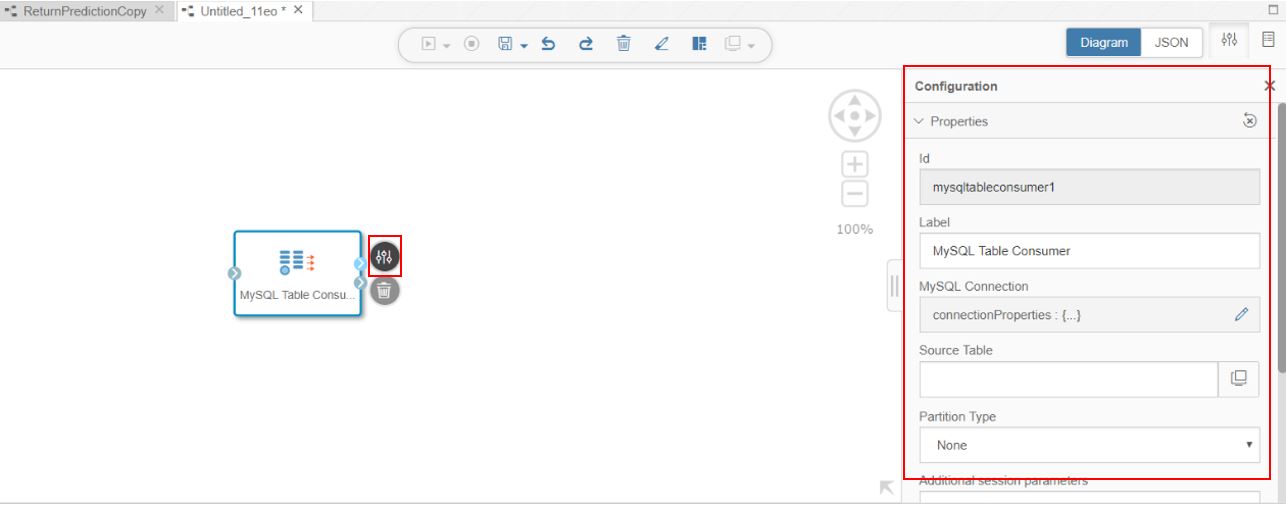 ReturnPredictionCopy
Untitled_11eo *
Diagram
JSON
Configuration
Properties
Id
mysqltableconsumer1
Label
MySQL Table Consumer
MySQL Connection
connectionProperties : {...}
Source Table
Partition Type
None
Additional session parameters
100%
MySQL Table Consu...